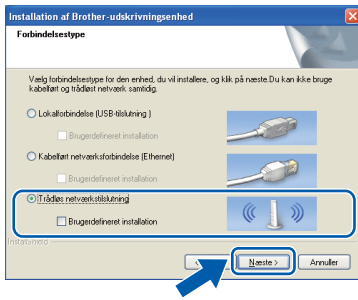 Installation af Brother-udskrivningsenhed
Forbindelsestype
Vælg forbindelsestype for den enhed, du vil installere, og klik på næste.Du kan ikke bruge
kabelført og trådløst netværk samtidig.
Lokalforbindelse (USB-tilslutning )
Brugerdefineret installation
Kabelført netværksforbindelse (Ethernet)
Brugerdefineret installation
Trådløs netværkstilslutning
Brugerdefineret installation
InstallShield
< Næste > Annuller